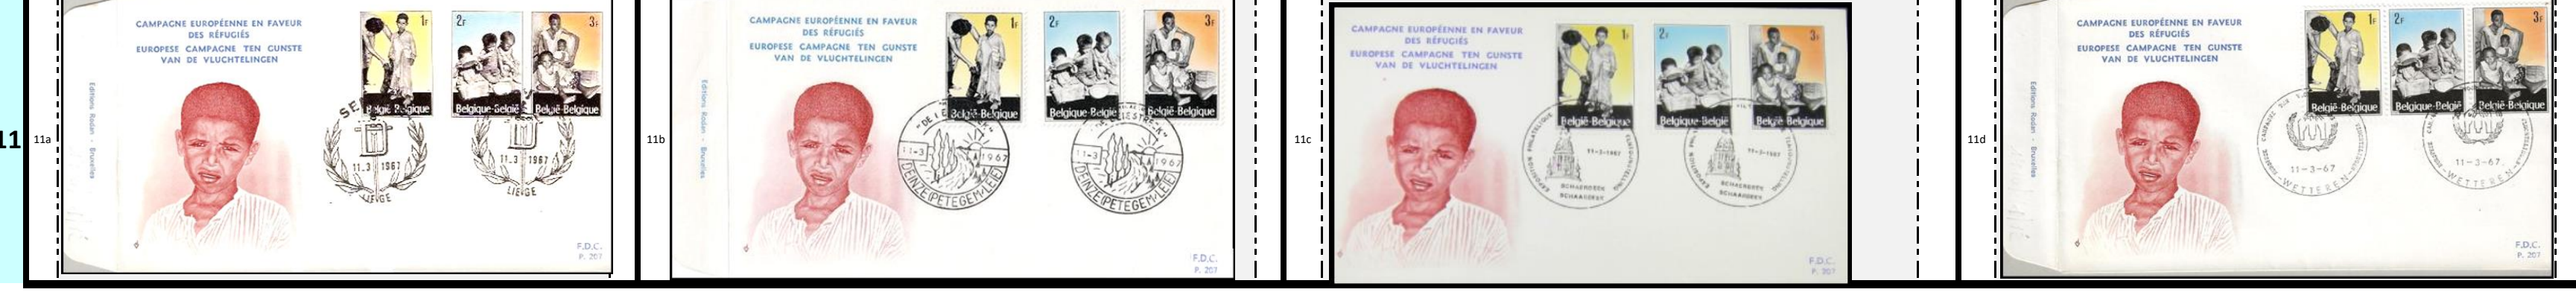 11
11a
CAMPAGNE EUROPÉENNE EN FAVEUR
DES RÉFUGIÉS
EUROPESE CAMPAGNE TEN GUNSTE
VAN DE VLUCHTELINGEN
Editions Rodan - Bruxelles
1F
2F
3F
België-Belgique
Belgique-België
België-Belgique
11.3 1967
LIEGE
11.3 1967
LIEGE
F.D.C.
P. 207
11b
CAMPAGNE EUROPÉENNE EN FAVEUR
DES RÉFUGIÉS
EUROPESE CAMPAGNE TEN GUNSTE
VAN DE VLUCHTELINGEN
Editions Rodan - Bruxelles
1F
2F
3F
België-Belgique
Belgique-België
België-Belgique
11-3 1967
DEINZE (PETEGEM/LEIE)
11-3 1967
DEINZE (PETEGEM/LEIE)
F.D.C.
P. 207
11c
CAMPAGNE EUROPÉENNE EN FAVEUR
DES RÉFUGIÉS
EUROPESE CAMPAGNE TEN GUNSTE
VAN DE VLUCHTELINGEN
1F
2F
3F
België-Belgique
Belgique-België
België-Belgique
EXPOSITION PHILATELIQUE
11-3-1967
SCHAERBEEK
SCHAARBEEK
EXPOSITION
11-3-1967
SCHAERBEEK
SCHAARBEEK
F.D.C.
P. 207
11d
CAMPAGNE EUROPÉENNE EN FAVEUR
DES RÉFUGIÉS
EUROPESE CAMPAGNE TEN GUNSTE
VAN DE VLUCHTELINGEN
Editions Rodan - Bruxelles
1F
2F
3F
België-Belgique
Belgique-België
België-Belgique
11-3-67
-WETTEREN-
11-3-67
-WETTEREN-
F.D.C.
P. 207